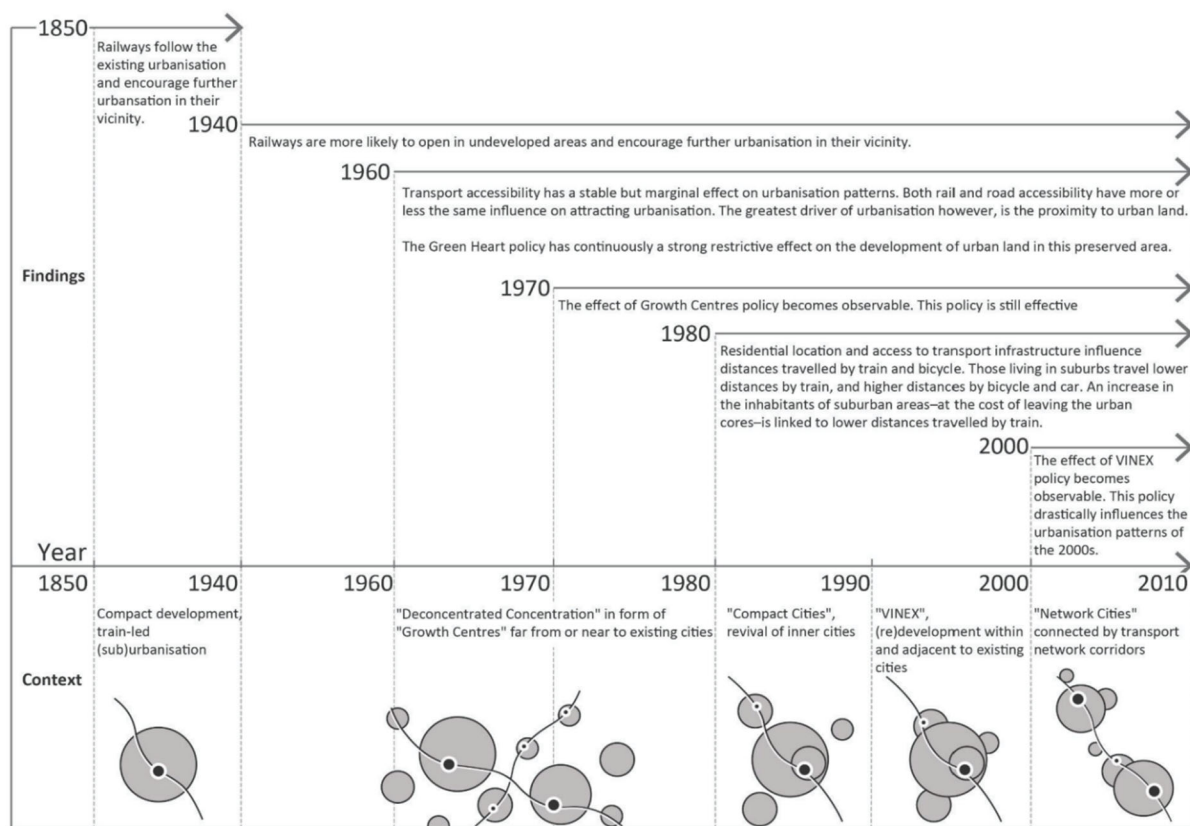 1850
Railways follow the
existing urbanisation
and encourage further
urbansation in their
vicinity.
1940
Railways are more likely to open in undeveloped areas and encourage further urbanisation in their vicinity.
1960
Transport accessibility has a stable but marginal effect on urbanisation patterns. Both rail and road accessibility have more or
less the same influence on attracting urbanisation. The greatest driver of urbanisation however, is the proximity to urban land.
The Green Heart policy has continuously a strong restrictive effect on the development of urban land in this preserved area.
Findings
1970
The effect of Growth Centres policy becomes observable. This policy is still effective
1980
Residential location and access to transport infrastructure influence
distances travelled by train and bicycle. Those living in suburbs travel lower
distances by train, and higher distances by bicycle and car. An increase in
the inhabitants of suburban areas–at the cost of leaving the urban
cores–is linked to lower distances travelled by train.
2000
The effect of VINEX
policy becomes
observable. This policy
drastically influences the
urbanisation patterns of
the 2000s.
Year
1850 1940 1960 1970 1980 1990 2000 2010
Compact development,
train-led
(sub)urbanisation
"Deconcentrated Concentration" in form of
"Growth Centres" far from or near to existing cities
"Compact Cities",
revival of inner cities
"VINEX",
(re)development within
and adjacent to existing
cities
"Network Cities"
connected by transport
network corridors
Context